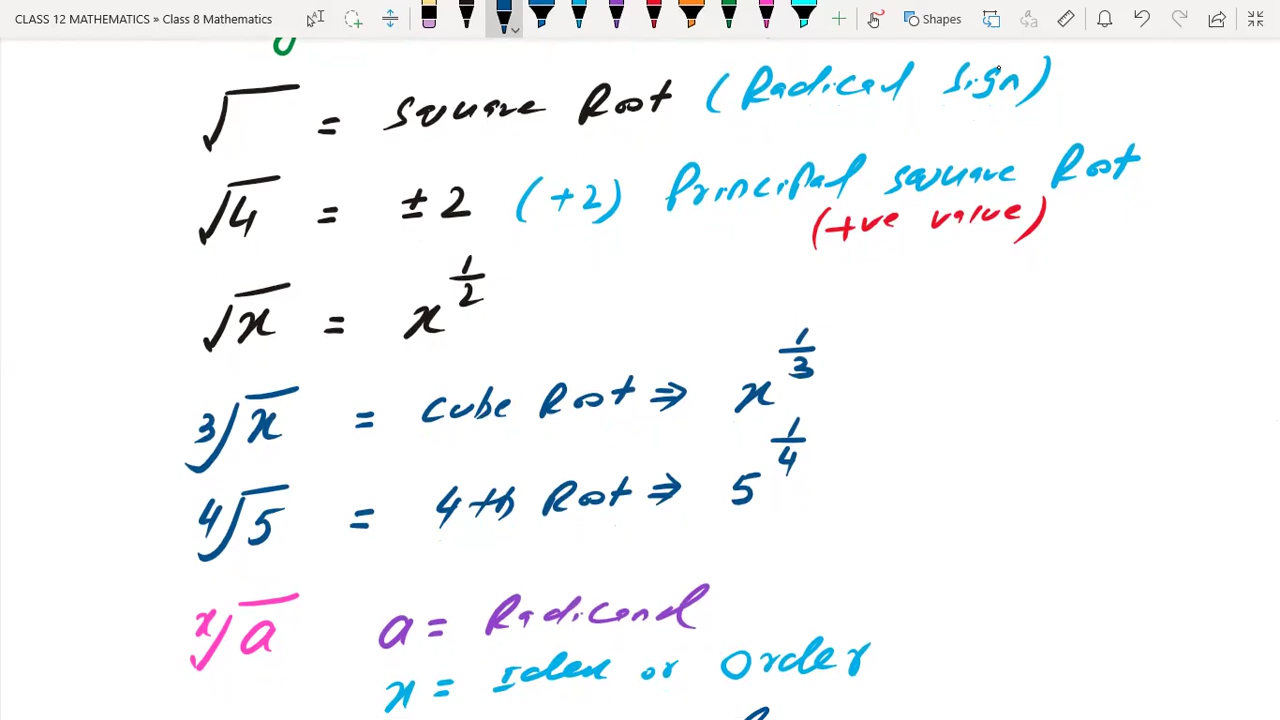 CLASS 12 MATHEMATICS » Class 8 Mathematics Shapes
√ = square Root (Radical sign)
√4 = ±2 (+2) Principal square Root
(+ve value)
√x = x^(1/2)
³√x = cube Root ⇒ x^(1/3)
⁴√5 = 4th Root ⇒ 5^(1/4)
ˣ√a a = Radicand
x = Index or Order